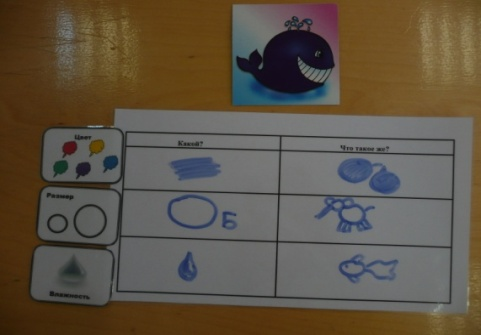 Цвет
Какой?
Что такое же?
Размер
Б
Влажность